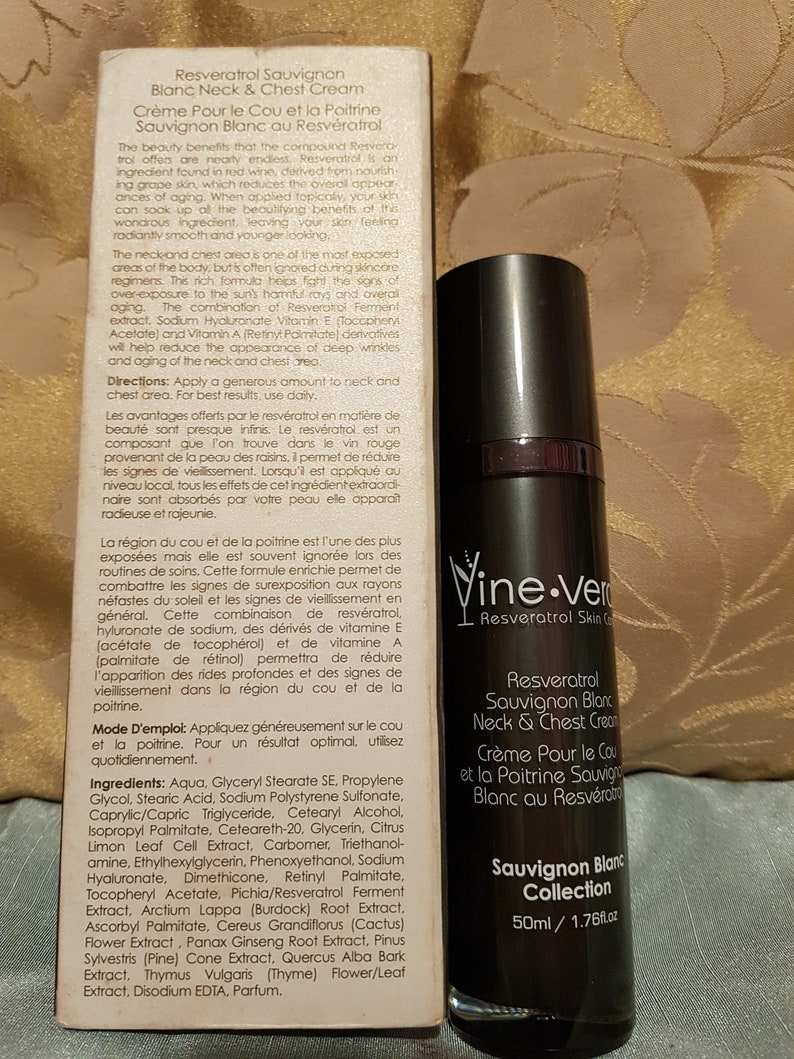 Resveratrol Sauvignon
Blanc Neck & Chest Cream
Crème Pour le Cou et la Poitrine
Sauvignon Blanc au Resvératrol
The beauty benefits that the compound Resvera-
trol offers are nearly endless. Resveratrol is an
ingredient found in red wine, derived from nourish-
ing grape skin, which reduces the overall appear-
ances of aging. When applied topically, your skin
can soak up all the beautifying benefits of this
wondrous ingredient, leaving your skin feeling
radiantly smooth and younger looking.
The neck and chest area is one of the most exposed
areas of the body, but is often ignored during skincare
regimens. This rich formula helps fight the signs of
over-exposure to the sun's harmful rays and overall
aging. The combination of Resveratrol Ferment
extract, Sodium Hyaluronate Vitamin E (Tocopheryl
Acetate) and Vitamin A (Retinyl Palmitate) derivatives
will help reduce the appearance of deep wrinkles
and aging of the neck and chest area.
Directions: Apply a generous amount to neck and
chest area. For best results, use daily.
Les avantages offerts par le resvératrol en matière de
beauté sont presque infinis. Le resvératrol est un
composant que l'on trouve dans le vin rouge
provenant de la peau des raisins, il permet de réduire
les signes de vieillissement. Lorsqu'il est appliqué au
niveau local, tous les effets de cet ingrédient extraordi-
naire sont absorbés par votre peau elle apparaît
radieuse et rajeunie.
La région du cou et de la poitrine est l'une des plus
exposées mais elle est souvent ignorée lors des
routines de soins. Cette formule enrichie permet de
combattre les signes de surexposition aux rayons
néfastes du soleil et les signes de vieillissement en
général. Cette combinaison de resvératrol,
hyluronate de sodium, des dérivés de vitamine E
(acétate de tocophérol) et de vitamine A
(palmitate de rétinol) permettra de réduire
l'apparition des rides profondes et des signes de
vieillissement dans la région du cou et de la
poitrine.
Mode D'emploi: Appliquez généreusement sur le cou
et la poitrine. Pour un résultat optimal, utilisez
quotidiennement.
Ingredients: Aqua, Glyceryl Stearate SE, Propylene
Glycol, Stearic Acid, Sodium Polystyrene Sulfonate,
Caprylic/Capric Triglyceride, Cetearyl Alcohol,
Isopropyl Palmitate, Ceteareth-20, Glycerin, Citrus
Limon Leaf Cell Extract, Carbomer, Triethanol-
amine, Ethylhexylglycerin, Phenoxyethanol, Sodium
Hyaluronate, Dimethicone, Retinyl Palmitate,
Tocopheryl Acetate, Pichia/Resveratrol Ferment
Extract, Arctium Lappa (Burdock) Root Extract,
Ascorbyl Palmitate, Cereus Grandiflorus (Cactus)
Flower Extract , Panax Ginseng Root Extract, Pinus
Sylvestris (Pine) Cone Extract, Quercus Alba Bark
Extract, Thymus Vulgaris (Thyme) Flower/Leaf
Extract, Disodium EDTA, Parfum.
Vine•vera
Resveratrol Skin Car
Resveratrol
Sauvignon Blanc
Neck & Chest Cream
Crème Pour le Cou
et la Poitrine Sauvigno
Blanc au Resvératrol
Sauvignon Blanc
Collection
50ml / 1.76fl.oz